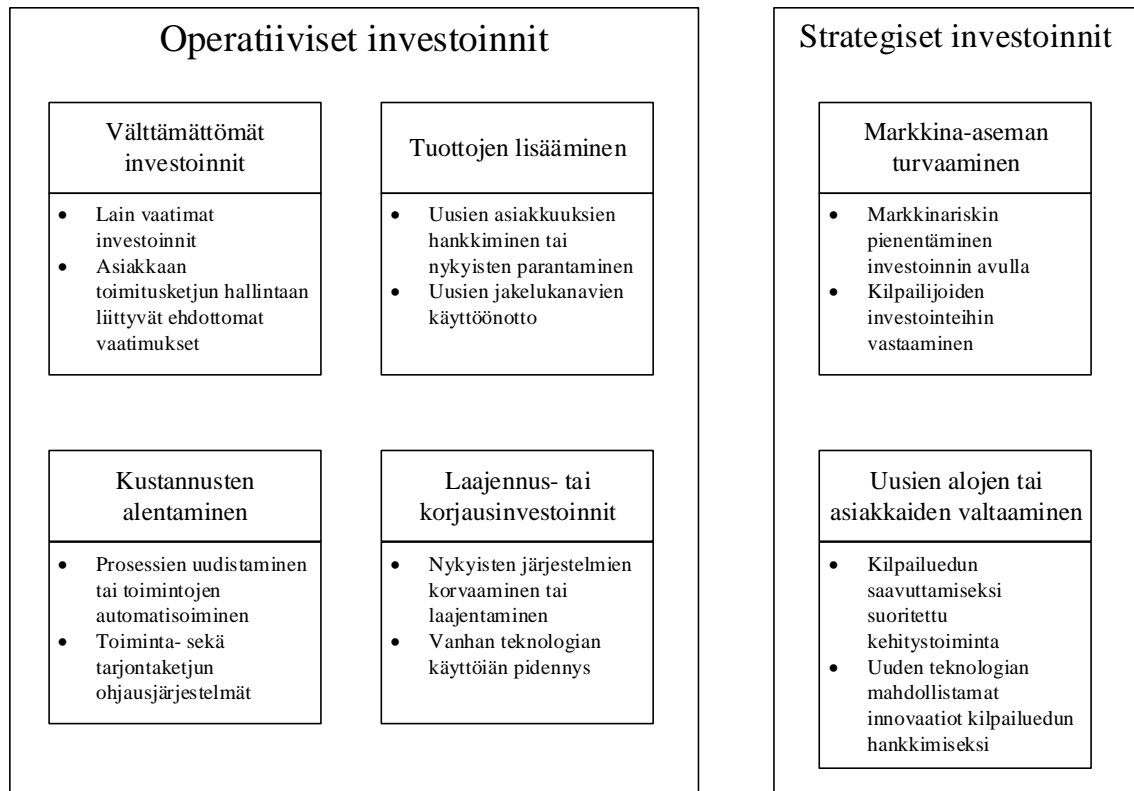 Operatiiviset investoinnit
Välttämättömät
investoinnit
• Lain vaatimat
investoinnit
• Asiakkaan
toimitusketjun hallintaan
liittyvät ehdottomat
vaatimukset
Tuottojen lisääminen
• Uusien asiakkuuksien
hankkiminen tai
nykyisten parantaminen
• Uusien jakelukanavien
käyttöönotto
Kustannusten
alentaminen
• Prosessien uudistaminen
tai toimintojen
automatisoiminen
• Toiminta- sekä
tarjontaketjun
ohjausjärjestelmät
Laajennus- tai
korjausinvestoinnit
• Nykyisten järjestelmien
korvaaminen tai
laajentaminen
• Vanhan teknologian
käyttöiän pidennys
Strategiset investoinnit
Markkina-aseman
turvaaminen
• Markkinariskin
pienentäminen
investoinnin avulla
• Kilpailijoiden
investointeihin
vastaaminen
Uusien alojen tai
asiakkaiden valtaaminen
• Kilpailuedun
saavuttamiseksi
suoritettu
kehitystoiminta
• Uuden teknologian
mahdollistamat
innovaatiot kilpailuedun
hankkimiseksi